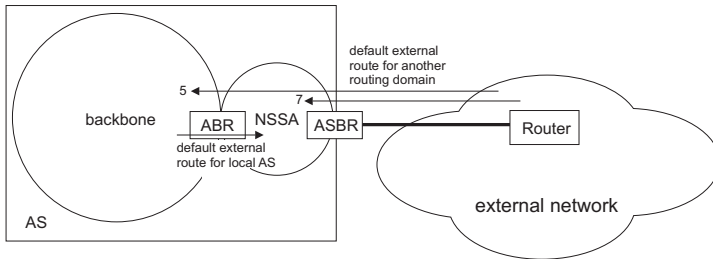 default external
route for another
routing domain
5
7
backbone
ABR
NSSA
ASBR
Router
default external
route for local AS
external network
AS